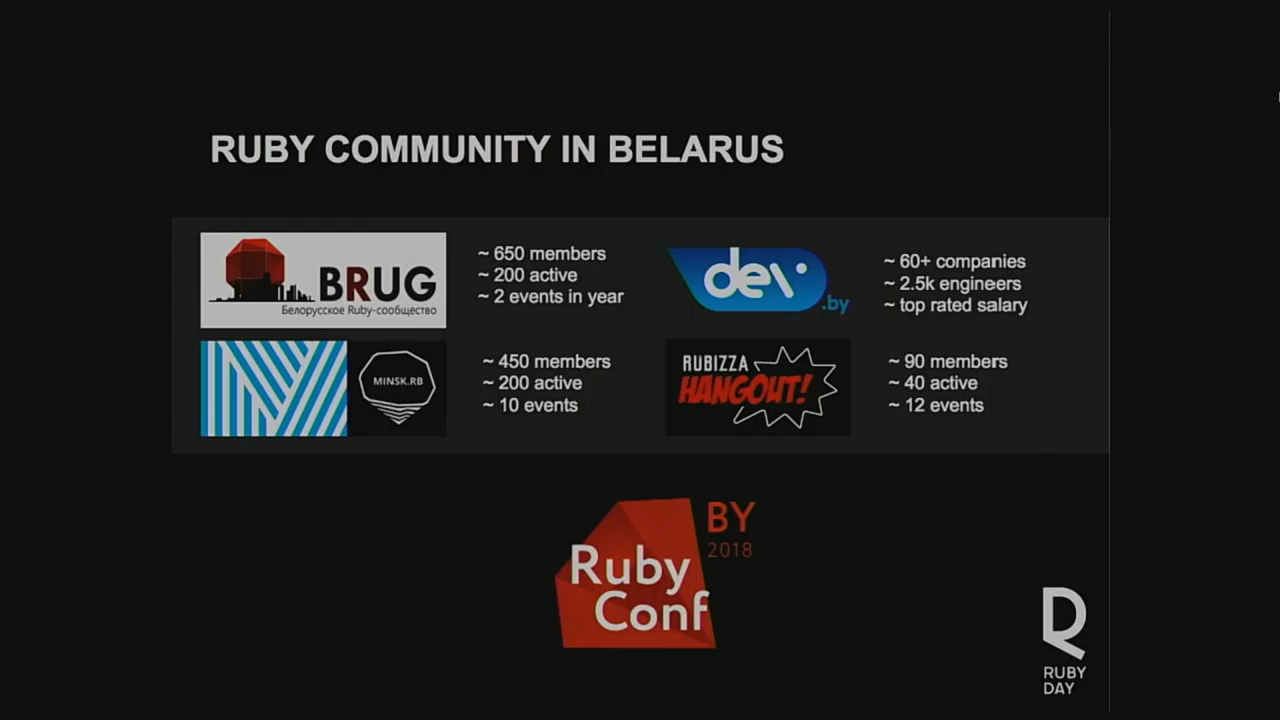 RUBY COMMUNITY IN BELARUS
BRUG
Белорусское Ruby-сообщество
~ 650 members
~ 200 active
~ 2 events in year
dev
.by
~ 60+ companies
~ 2.5k engineers
~ top rated salary
MINSK.RB
~ 450 members
~ 200 active
~ 10 events
RUBIZZA
HANGOUT!
~ 90 members
~ 40 active
~ 12 events
Ruby
Conf
BY
2018
RUBY
DAY